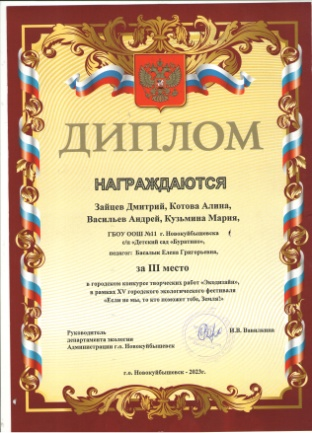 ДИПЛОМ
НАГРАЖДАЮТСЯ
Зайцев Дмитрий, Котова Алина,
Васильев Андрей, Кузьмина Мария,
ГБОУ ООШ №11 г. Новокуйбышевска
с/п «Детский сад «Буратино»,
педагог: Елена Григорьевна,
за III место
в городском конкурсе творческих работ «Экодизайн»,
в рамках XV городского экологического фестиваля
«Если не мы, то кто поможет тебе, Земля!»
Руководитель
департамента экологии
Администрации г.о. Новокуйбышевск
г.о. Новокуйбышевск - 2023г.